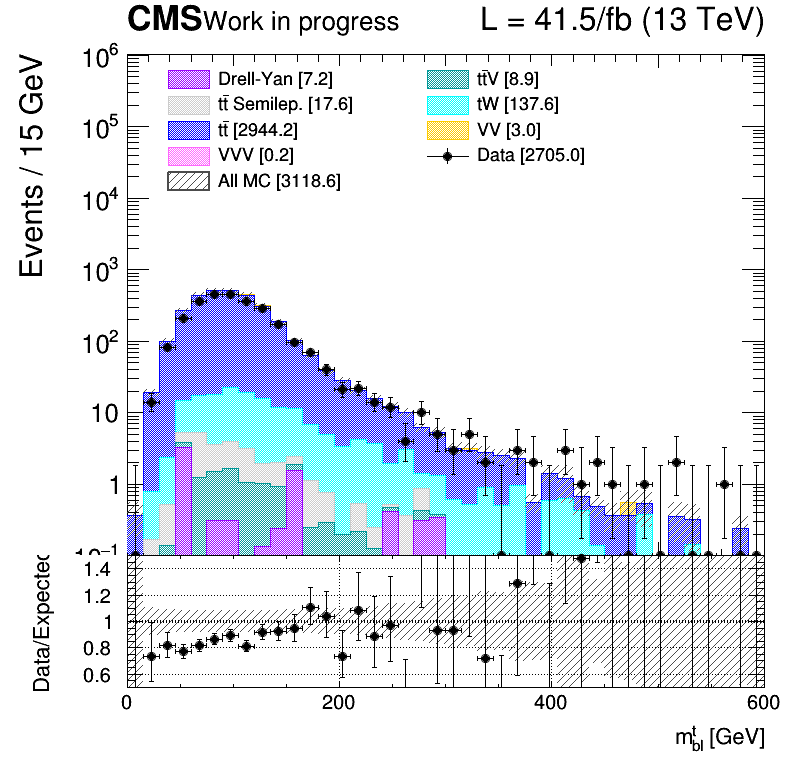 CMS Work in progress L = 41.5/fb (13 TeV)
Events / 15 GeV
10⁶
10⁵
10⁴
10³
10²
10
1
10⁻¹
Drell-Yan [7.2]
tt̄ Semilep. [17.6]
tt̄ [2944.2]
VVV [0.2]
All MC [3118.6]
tt̄V [8.9]
tW [137.6]
VV [3.0]
Data [2705.0]
Data/Expected
1.4
1.2
1
0.8
0.6
0 200 400 600
mᵗbl [GeV]